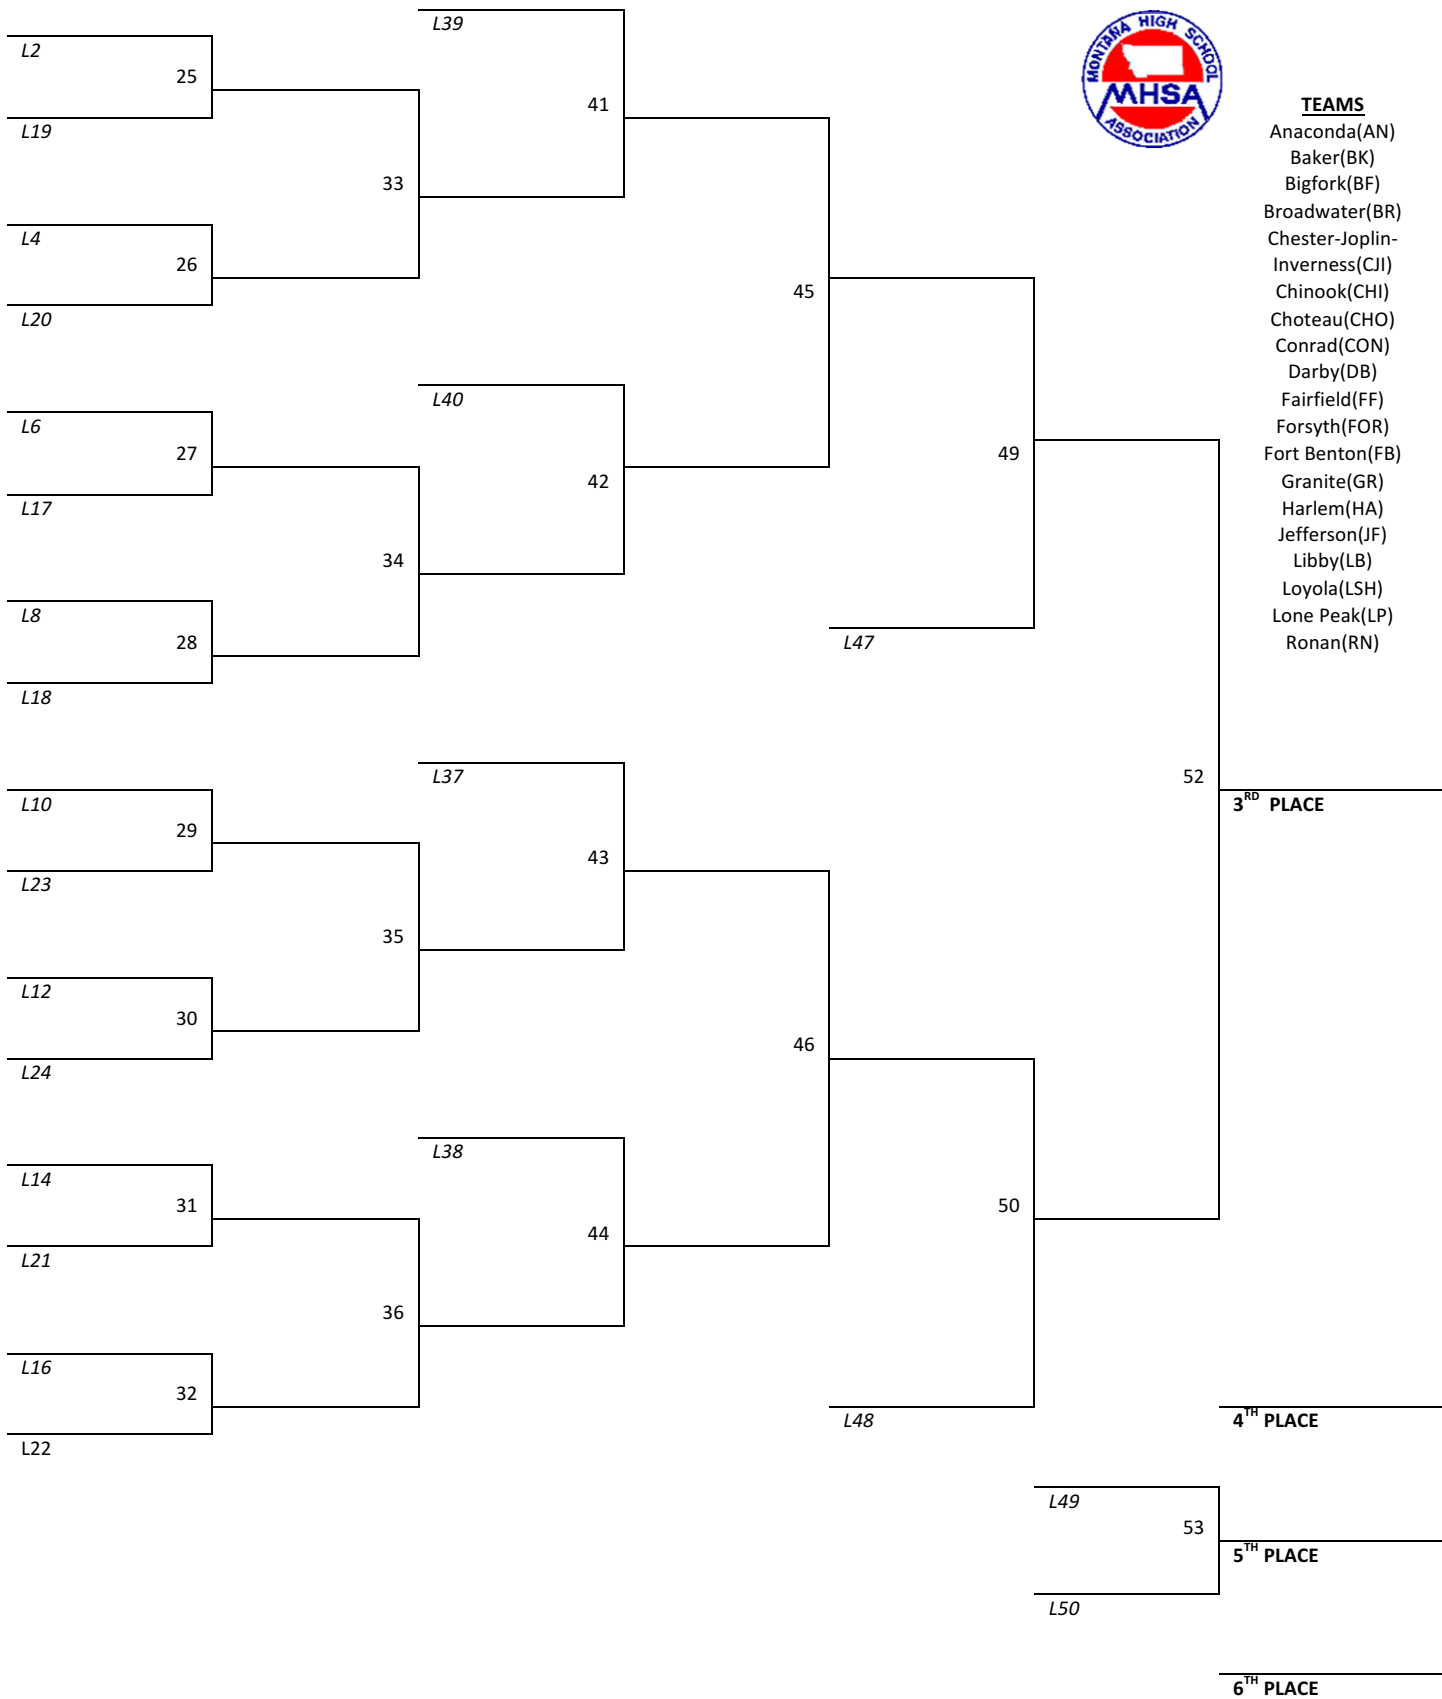 L39
L2
25
41
L19
33
L4
26
L20
45
L40
L6
27
49
42
L17
34
L8
28
L47
L18
L37
52
L10
3RD PLACE
29
43
L23
35
L12
30
46
L24
L38
L14
31
50
44
L21
36
L16
32
L48
4TH PLACE
L22
L49
53
5TH PLACE
L50
6TH PLACE
MONTANA HIGH SCHOOL
MHSA
ASSOCIATION
TEAMS
Anaconda(AN)
Baker(BK)
Bigfork(BF)
Broadwater(BR)
Chester-Joplin-
Inverness(CJI)
Chinook(CHI)
Choteau(CHO)
Conrad(CON)
Darby(DB)
Fairfield(FF)
Forsyth(FOR)
Fort Benton(FB)
Granite(GR)
Harlem(HA)
Jefferson(JF)
Libby(LB)
Loyola(LSH)
Lone Peak(LP)
Ronan(RN)